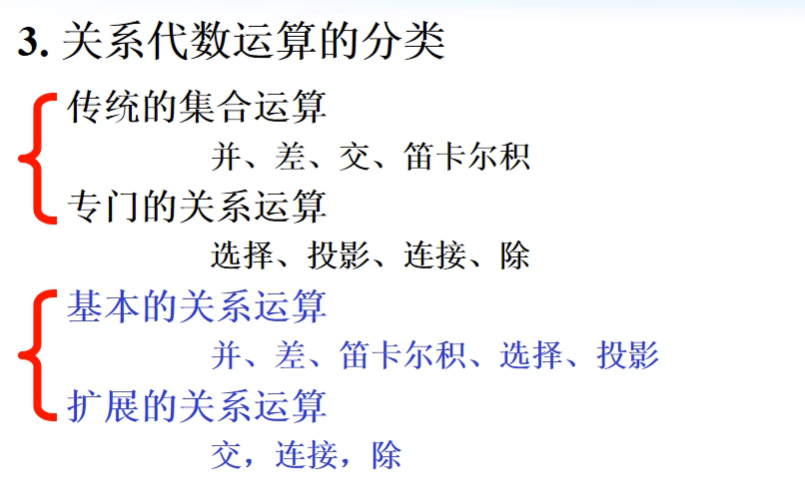 3. 关系代数运算的分类
传统的集合运算
并、差、交、笛卡尔积
专门的关系运算
选择、投影、连接、除
基本的关系运算
并、差、笛卡尔积、选择、投影
扩展的关系运算
交，连接，除